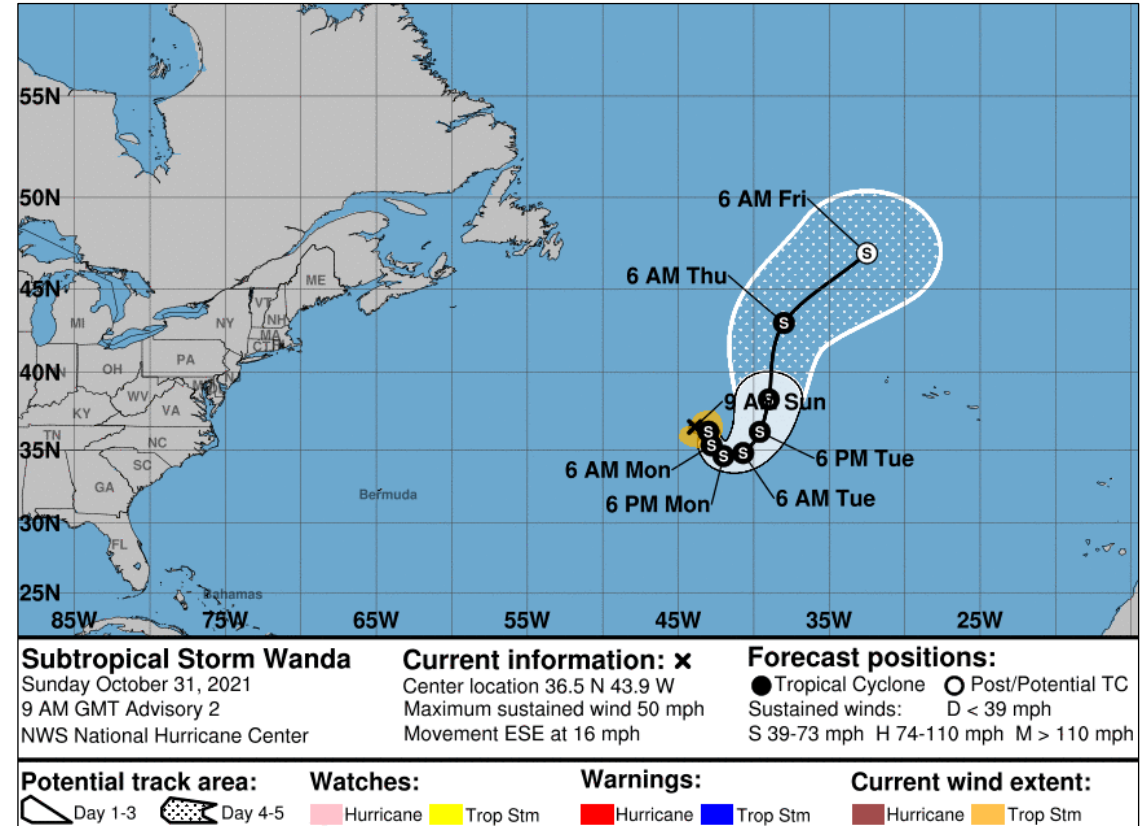 55N
50N
6 AM Fri
6 AM Thu
45N
ME
VT
NH
MI
NY
MA
CT
40N
PA
OH
WV
9 AM Sun
KY
VA
TN
35N
NC
6 PM Tue
6 AM Mon
SC
GA
6 PM Mon
6 AM Tue
Bermuda
30N
FL
25N
Bahamas
85W 75W 65W 55W 45W 35W 25W
S
S
S
S
S
S
S
S
Subtropical Storm Wanda
Sunday October 31, 2021
9 AM GMT Advisory 2
NWS National Hurricane Center
Current information: x
Center location 36.5 N 43.9 W
Maximum sustained wind 50 mph
Movement ESE at 16 mph
Forecast positions:
Tropical Cyclone Post/Potential TC
Sustained winds: D < 39 mph
S 39-73 mph H 74-110 mph M > 110 mph
Potential track area:
Day 1-3 Day 4-5
Watches:
Hurricane Trop Stm
Warnings:
Hurricane Trop Stm
Current wind extent:
Hurricane Trop Stm